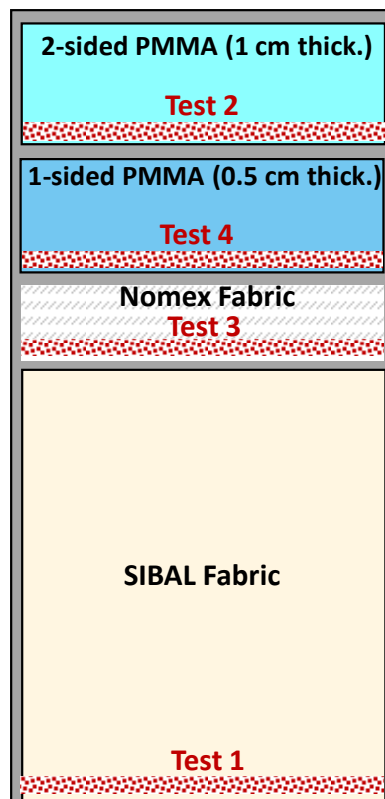 2-sided PMMA (1 cm thick.)
Test 2
1-sided PMMA (0.5 cm thick.)
Test 4
Nomex Fabric
Test 3
SIBAL Fabric
Test 1